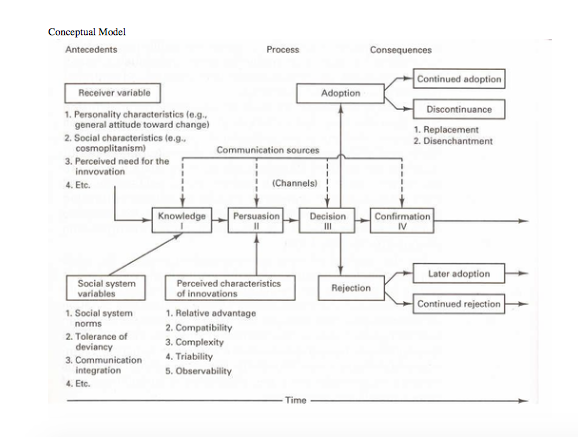 Conceptual Model
Antecedents
Process
Consequences
Receiver variable
1. Personality characteristics (e.g.,
general attitude toward change)
2. Social characteristics (e.g.,
cosmoplitanism)
3. Perceived need for the
innvovation
4. Etc.
Communication sources
(Channels)
Adoption
Continued adoption
Discontinuance
1. Replacement
2. Disenchantment
Knowledge
I
Persuasion
II
Decision
III
Confirmation
IV
Social system
variables
1. Social system
norms
2. Tolerance of
deviancy
3. Communication
integration
4. Etc.
Perceived characteristics
of innovations
1. Relative advantage
2. Compatibility
3. Complexity
4. Triability
5. Observability
Rejection
Later adoption
Continued rejection
Time